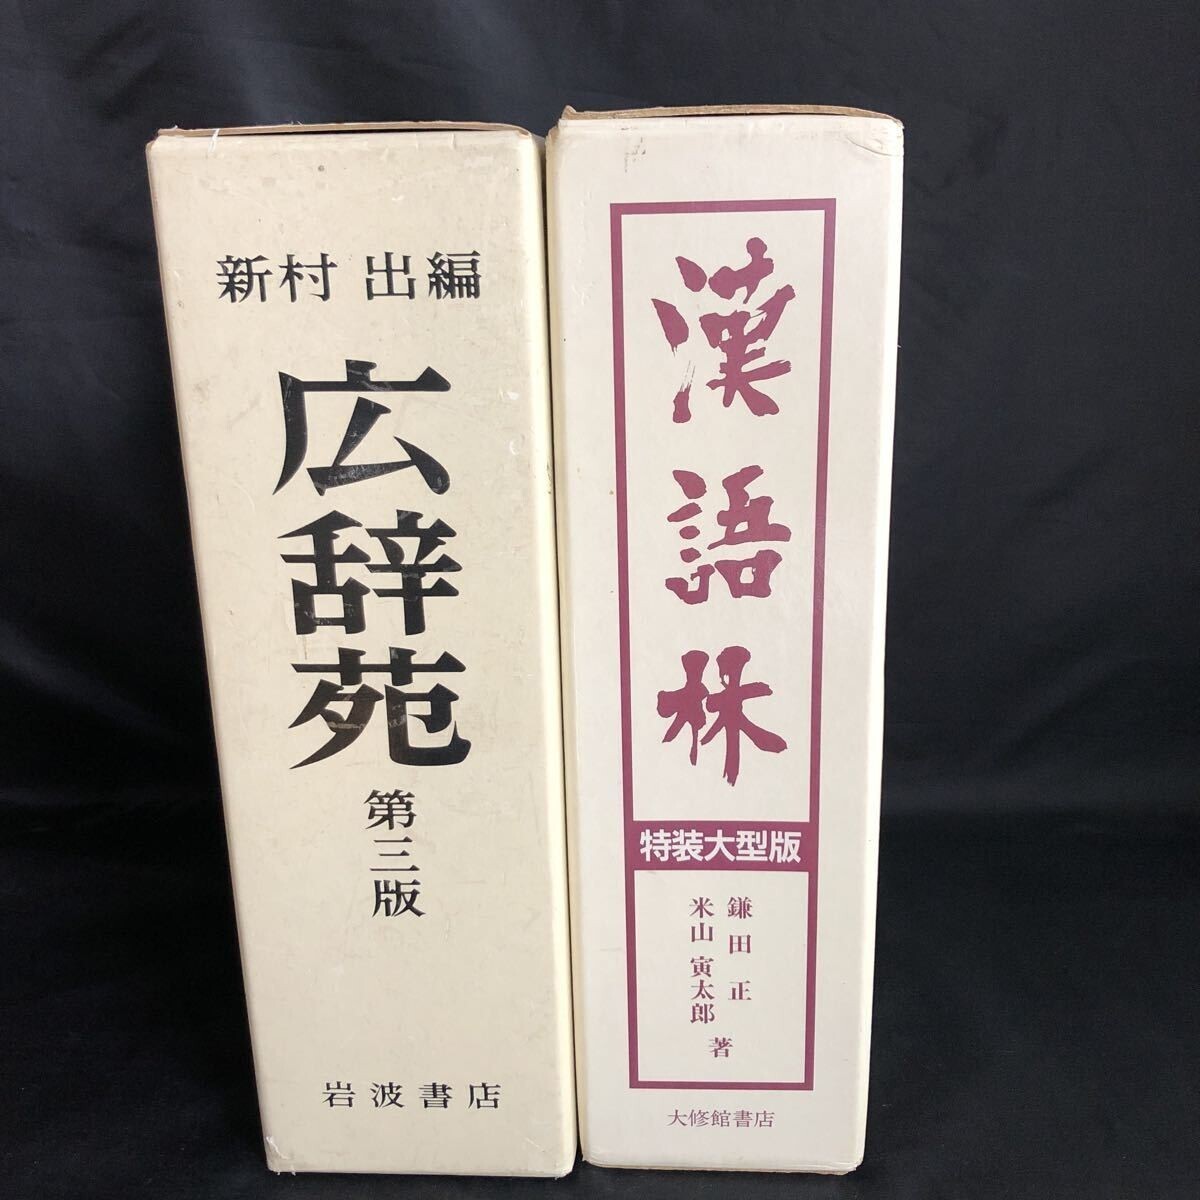 新村 出編
広辞苑
第三版
岩波書店
漢語林
特装大型版
鎌田 正
米山寅太郎
著
大修館書店